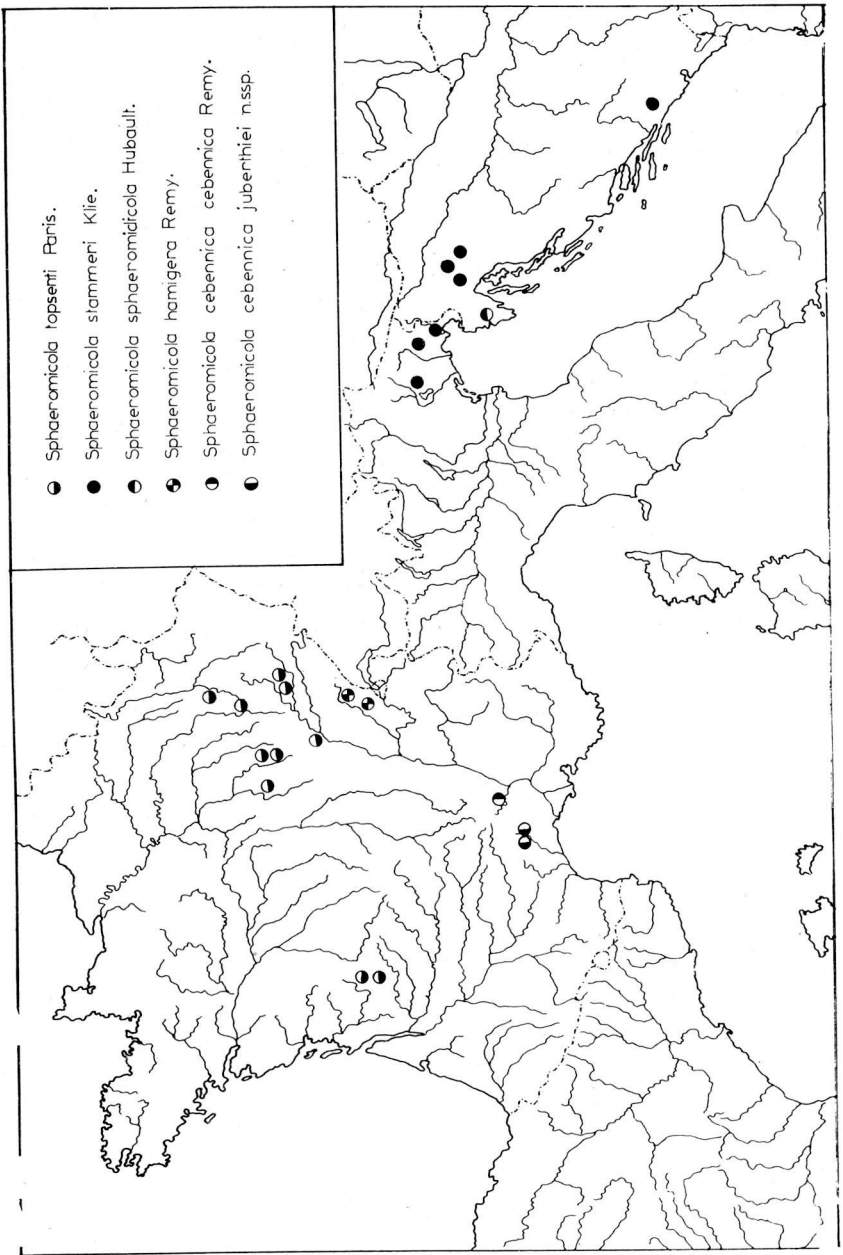 Sphaeromicola topsenti Paris.
Sphaeromicola stammeri Klie.
Sphaeromicola sphaeromidicola Hubault.
Sphaeromicola hamigera Remy.
Sphaeromicola cebennica cebennica Remy.
Sphaeromicola cebennica juberthiei n.ssp.